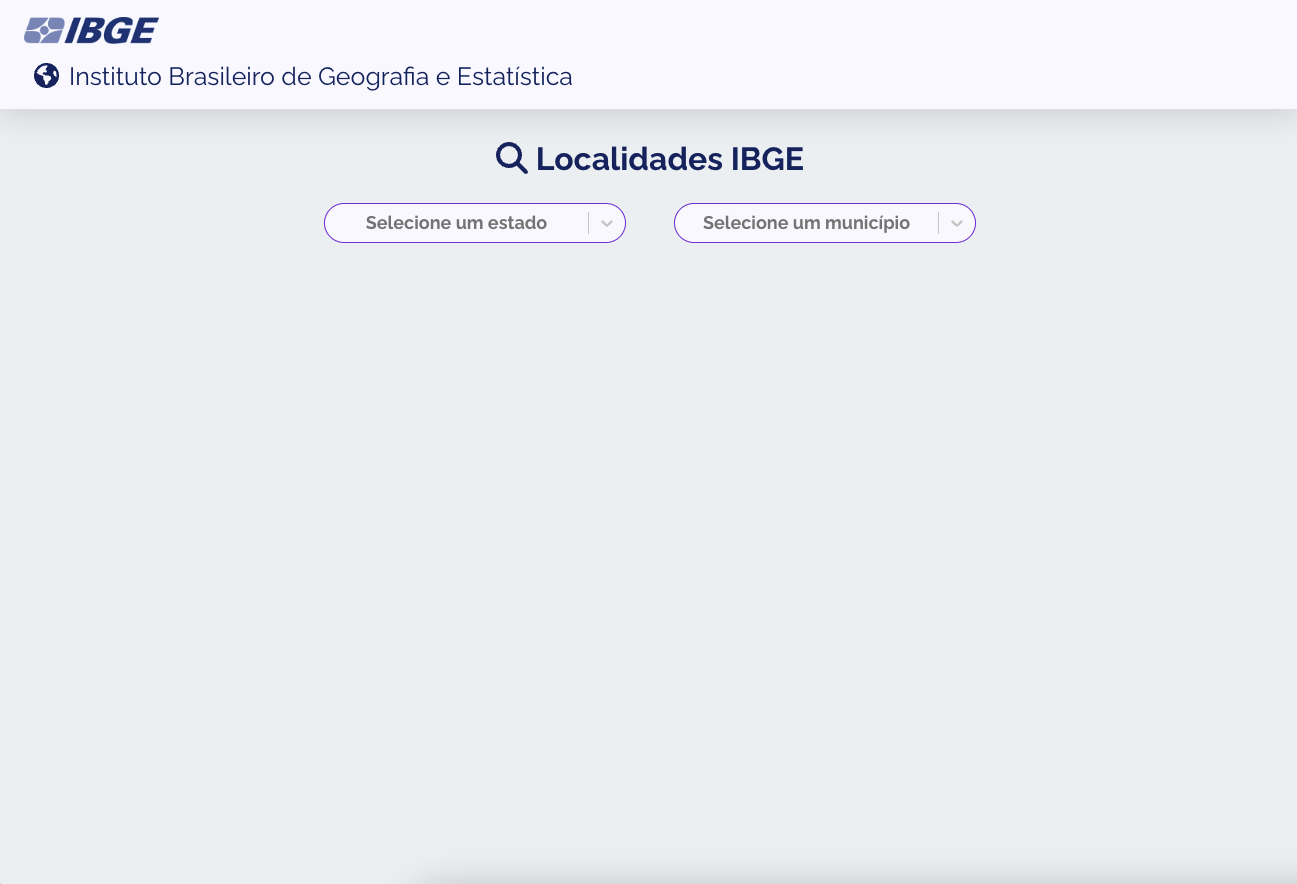 IBGE
Instituto Brasileiro de Geografia e Estatística
Localidades IBGE
Selecione um estado
Selecione um município